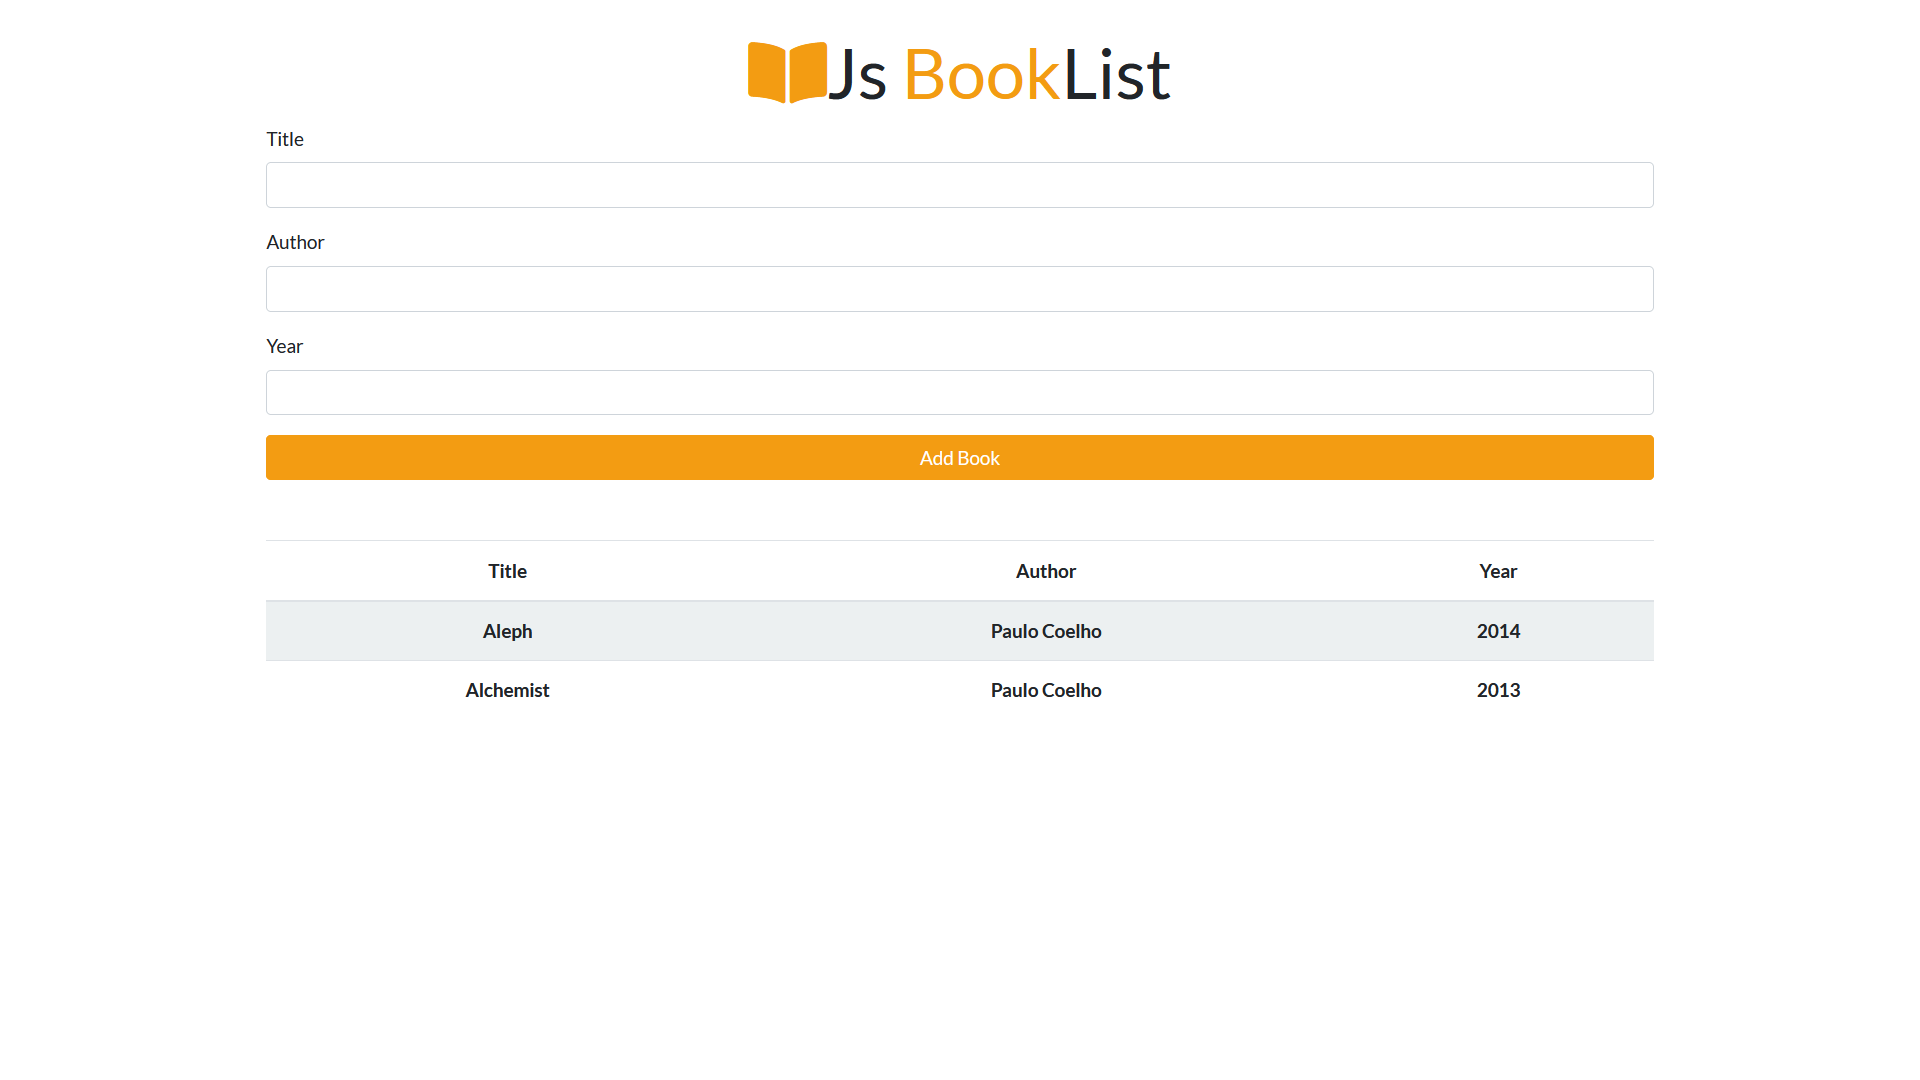 Js BookList
Title
Author
Year
Add Book
Title Author Year
Aleph Paulo Coelho 2014
Alchemist Paulo Coelho 2013